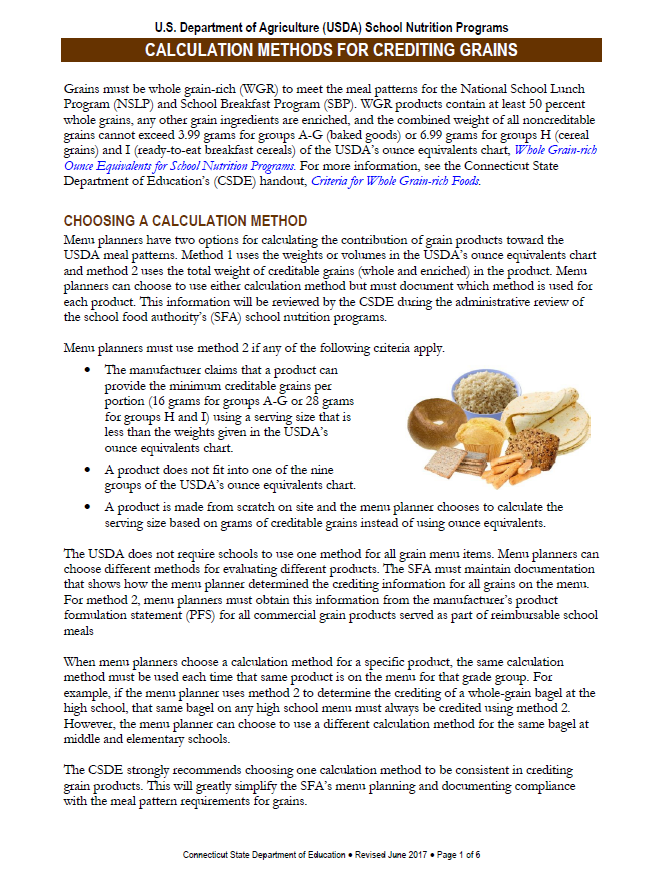 U.S. Department of Agriculture (USDA) School Nutrition Programs
CALCULATION METHODS FOR CREDITING GRAINS
Grains must be whole grain-rich (WGR) to meet the meal patterns for the National School Lunch
Program (NSLP) and School Breakfast Program (SBP). WGR products contain at least 50 percent
whole grains, any other grain ingredients are enriched, and the combined weight of all noncreditable
grains cannot exceed 3.99 grams for groups A-G (baked goods) or 6.99 grams for groups H (cereal
grains) and I (ready-to-eat breakfast cereals) of the USDA's ounce equivalents chart, Whole Grain-rich
Ounce Equivalents for School Nutrition Programs. For more information, see the Connecticut State
Department of Education's (CSDE) handout, Criteria for Whole Grain-rich Foods.
CHOOSING A CALCULATION METHOD
Menu planners have two options for calculating the contribution of grain products toward the
USDA meal patterns. Method 1 uses the weights or volumes in the USDA's ounce equivalents chart
and method 2 uses the total weight of creditable grains (whole and enriched) in the product. Menu
planners can choose to use either calculation method but must document which method is used for
each product. This information will be reviewed by the CSDE during the administrative review of
the school food authority's (SFA) school nutrition programs.
Menu planners must use method 2 if any of the following criteria apply.
• The manufacturer claims that a product can
provide the minimum creditable grains per
portion (16 grams for groups A-G or 28 grams
for groups H and I) using a serving size that is
less than the weights given in the USDA's
ounce equivalents chart.
• A product does not fit into one of the nine
groups of the USDA's ounce equivalents chart.
• A product is made from scratch on site and the menu planner chooses to calculate the
serving size based on grams of creditable grains instead of using ounce equivalents.
The USDA does not require schools to use one method for all grain menu items. Menu planners can
choose different methods for evaluating different products. The SFA must maintain documentation
that shows how the menu planner determined the crediting information for all grains on the menu.
For method 2, menu planners must obtain this information from the manufacturer's product
formulation statement (PFS) for all commercial grain products served as part of reimbursable school
meals
When menu planners choose a calculation method for a specific product, the same calculation
method must be used each time that same product is on the menu for that grade group. For
example, if the menu planner uses method 2 to determine the crediting of a whole-grain bagel at the
high school, that same bagel on any high school menu must always be credited using method 2.
However, the menu planner can choose to use a different calculation method for the same bagel at
middle and elementary schools.
The CSDE strongly recommends choosing one calculation method to be consistent in crediting
grain products. This will greatly simplify the SFA's menu planning and documenting compliance
with the meal pattern requirements for grains.
Connecticut State Department of Education ● Revised June 2017 ● Page 1 of 6